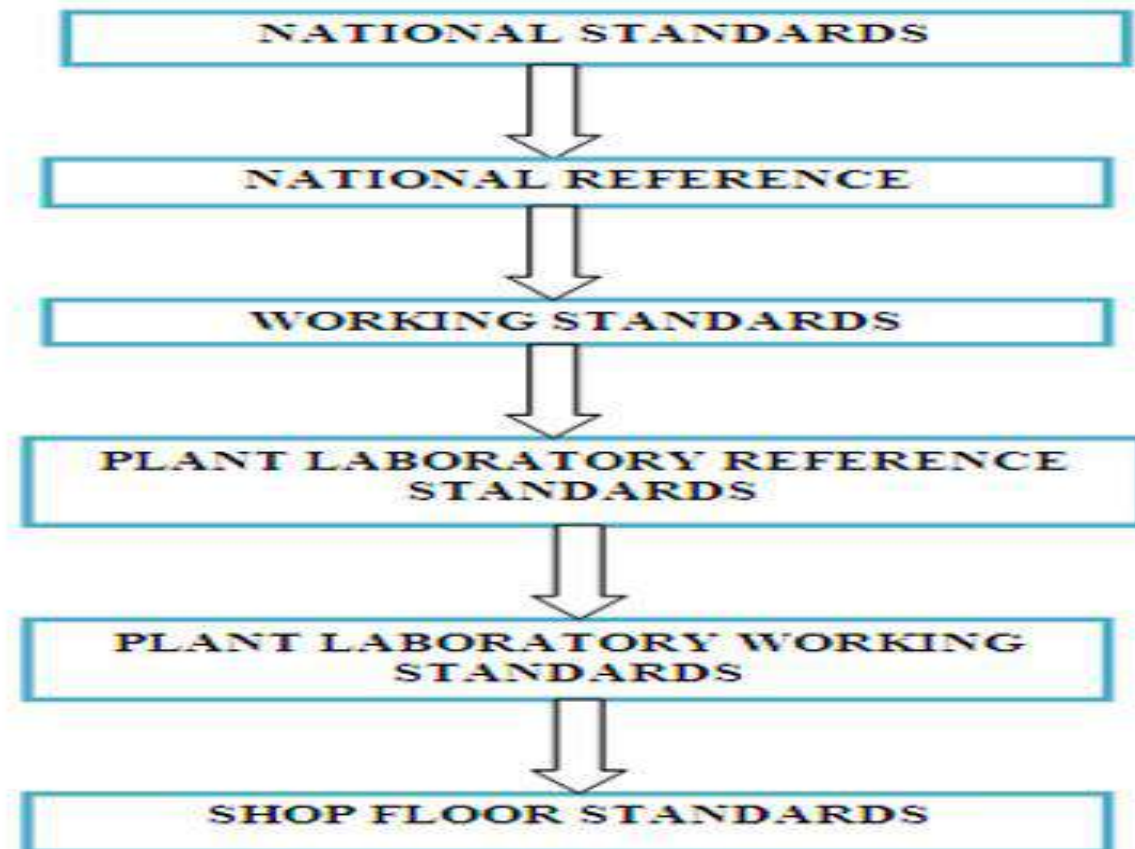 NATIONAL STANDARDS
NATIONAL REFERENCE
WORKING STANDARDS
PLANT LABORATORY REFERENCE
STANDARDS
PLANT LABORATORY WORKING
STANDARDS
SHOP FLOOR STANDARDS